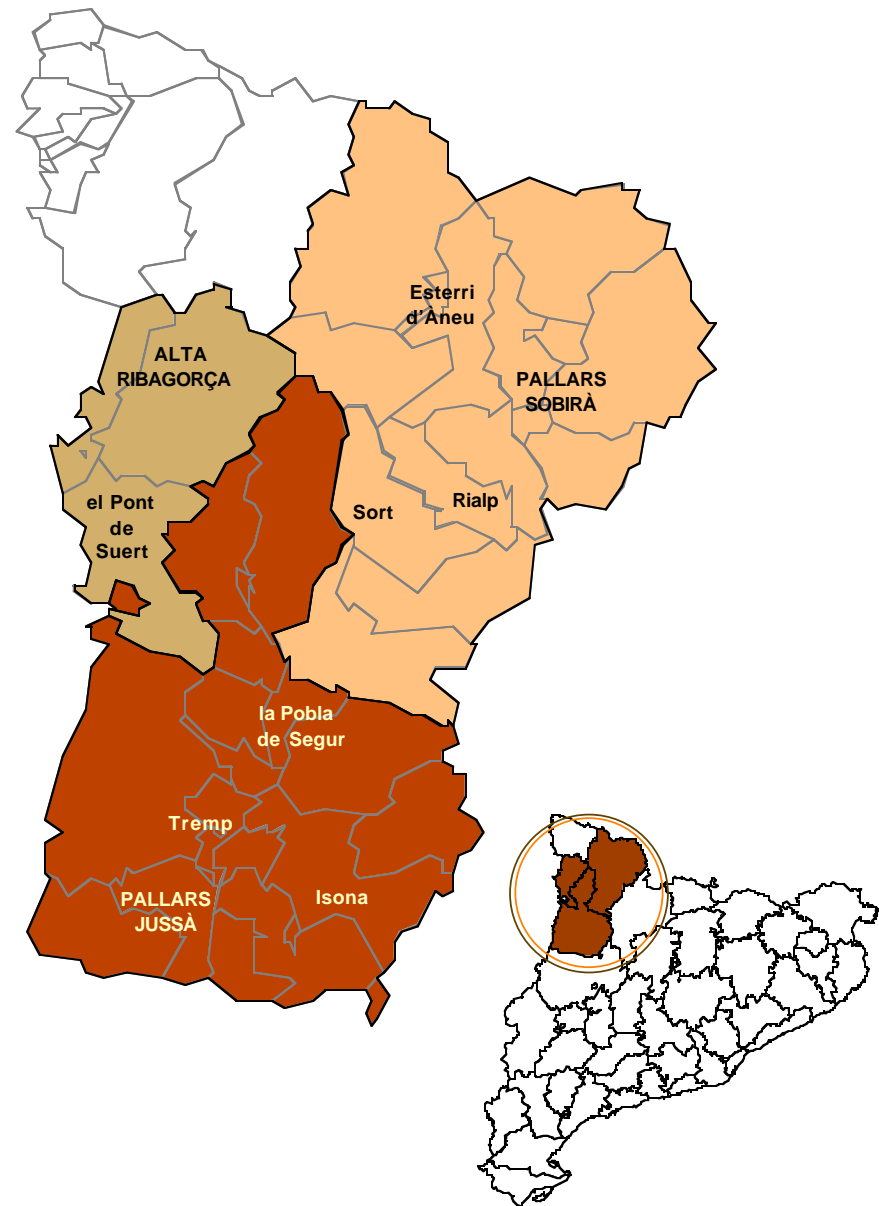 Esterri
d'Àneu
ALTA
RIBAGORÇA
PALLARS
SOBIRÀ
el Pont
de
Suert
Sort
Rialp
la Pobla
de Segur
Tremp
PALLARS
JUSSÀ
Isona